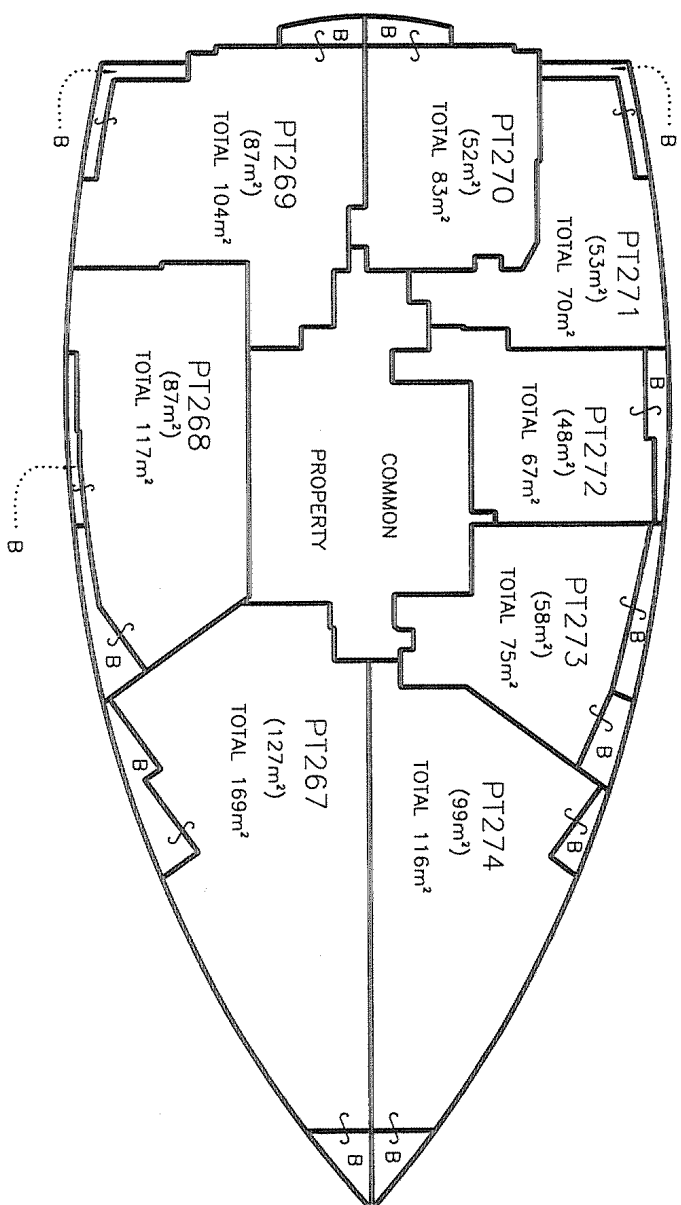 B
B
B
B
PT269
(87m²)
TOTAL 104m²
PT270
(52m²)
TOTAL 83m²
PT271
(53m²)
TOTAL 70m²
PT268
(87m²)
TOTAL 117m²
B
COMMON
PROPERTY
PT272
(48m²)
TOTAL 67m²
B
B
PT273
(58m²)
TOTAL 75m²
B
B
PT267
(127m²)
TOTAL 169m²
B
PT274
(99m²)
TOTAL 116m²
B
B
B